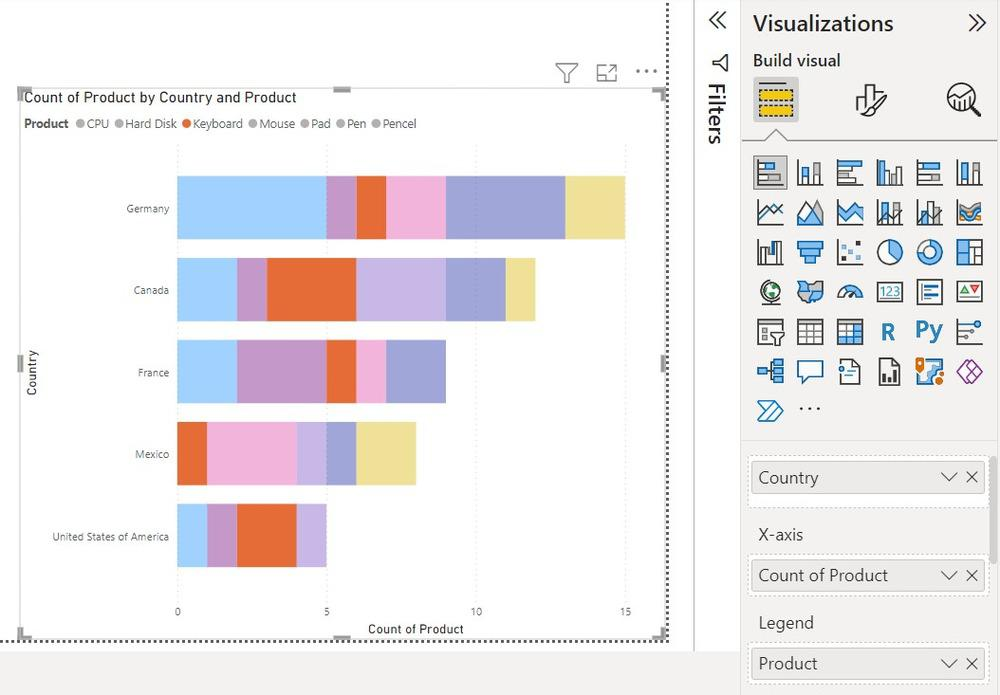 Count of Product by Country and Product
Product CPU Hard Disk Keyboard Mouse Pad Pen Pencel
Country
Germany
Canada
France
Mexico
United States of America
0 5 10 15
Count of Product
Filters
Visualizations
Build visual
123
R Py
Country
X-axis
Count of Product
Legend
Product